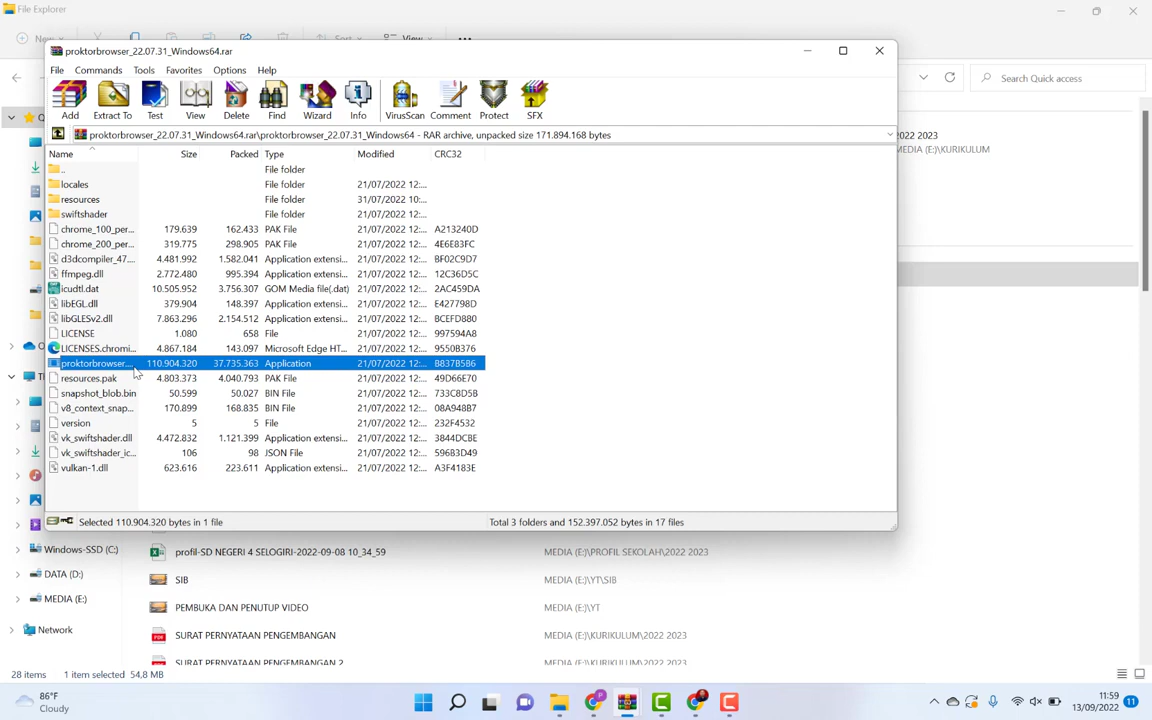 File Explorer
New
Sort
View
proktorbrowser_22.07.31_Windows64.rar
File Commands Tools Favorites Options Help
Add Extract To Test View Delete Find Wizard Info VirusScan Comment Protect SFX
proktorbrowser_22.07.31_Windows64.rar\proktorbrowser_22.07.31_Windows64 - RAR archive, unpacked size 171.894.168 bytes
Search Quick access
Name Size Packed Type Modified CRC32
.. File folder
locales File folder 21/07/2022 12:...
resources File folder 31/07/2022 10:...
swiftshader File folder 21/07/2022 12:...
chrome_100_per... 179.639 162.433 PAK File 21/07/2022 12:... A213240D
chrome_200_per... 319.775 298.905 PAK File 21/07/2022 12:... 4E6E83FC
d3dcompiler_47.... 4.481.992 1.582.041 Application extensi... 21/07/2022 12:... BF02C9D7
ffmpeg.dll 2.772.480 995.394 Application extensi... 21/07/2022 12:... 12C36D5C
icudtl.dat 10.505.952 3.756.307 GOM Media file(.dat) 21/07/2022 12:... 2AC459DA
libEGL.dll 379.904 148.397 Application extensi... 21/07/2022 12:... E427798D
libGLESv2.dll 7.863.296 2.154.512 Application extensi... 21/07/2022 12:... BCEFD880
LICENSE 1.080 658 File 21/07/2022 12:... 997594A8
LICENSES.chromi... 4.867.184 143.097 Microsoft Edge HT... 21/07/2022 12:... 9550B376
proktorbrowser.... 110.904.320 37.735.363 Application 21/07/2022 12:... B837B5B6
resources.pak 4.803.373 4.040.793 PAK File 21/07/2022 12:... 49D66E70
snapshot_blob.bin 50.599 50.027 BIN File 21/07/2022 12:... 733C8D5B
v8_context_snap... 170.899 168.835 BIN File 21/07/2022 12:... 08A948B7
version 5 5 File 21/07/2022 12:... 232F4532
vk_swiftshader.dll 4.472.832 1.121.399 Application extensi... 21/07/2022 12:... 3844DCBE
vk_swiftshader_ic... 106 98 JSON File 21/07/2022 12:... 596B3D49
vulkan-1.dll 623.616 223.611 Application extensi... 21/07/2022 12:... A3F4183E
Selected 110.904.320 bytes in 1 file Total 3 folders and 152.397.052 bytes in 17 files
2022 2023
MEDIA (E:)\KURIKULUM
Windows-SSD (C:)
DATA (D:)
MEDIA (E:)
Network
profil-SD NEGERI 4 SELOGIRI-2022-09-08 10_34_59 MEDIA (E:)\PROFIL SEKOLAH\2022 2023
SIB MEDIA (E:)\YT\SIB
PEMBUKA DAN PENUTUP VIDEO MEDIA (E:)\YT
SURAT PERNYATAAN PENGEMBANGAN MEDIA (E:)\KURIKULUM\2022 2023
SURAT PERNYATAAN PENGEMBANGAN 2 MEDIA (E:)\KURIKULUM\2022 2023
28 items 1 item selected 54,8 MB
86°F
Cloudy
11:59
13/09/2022
11